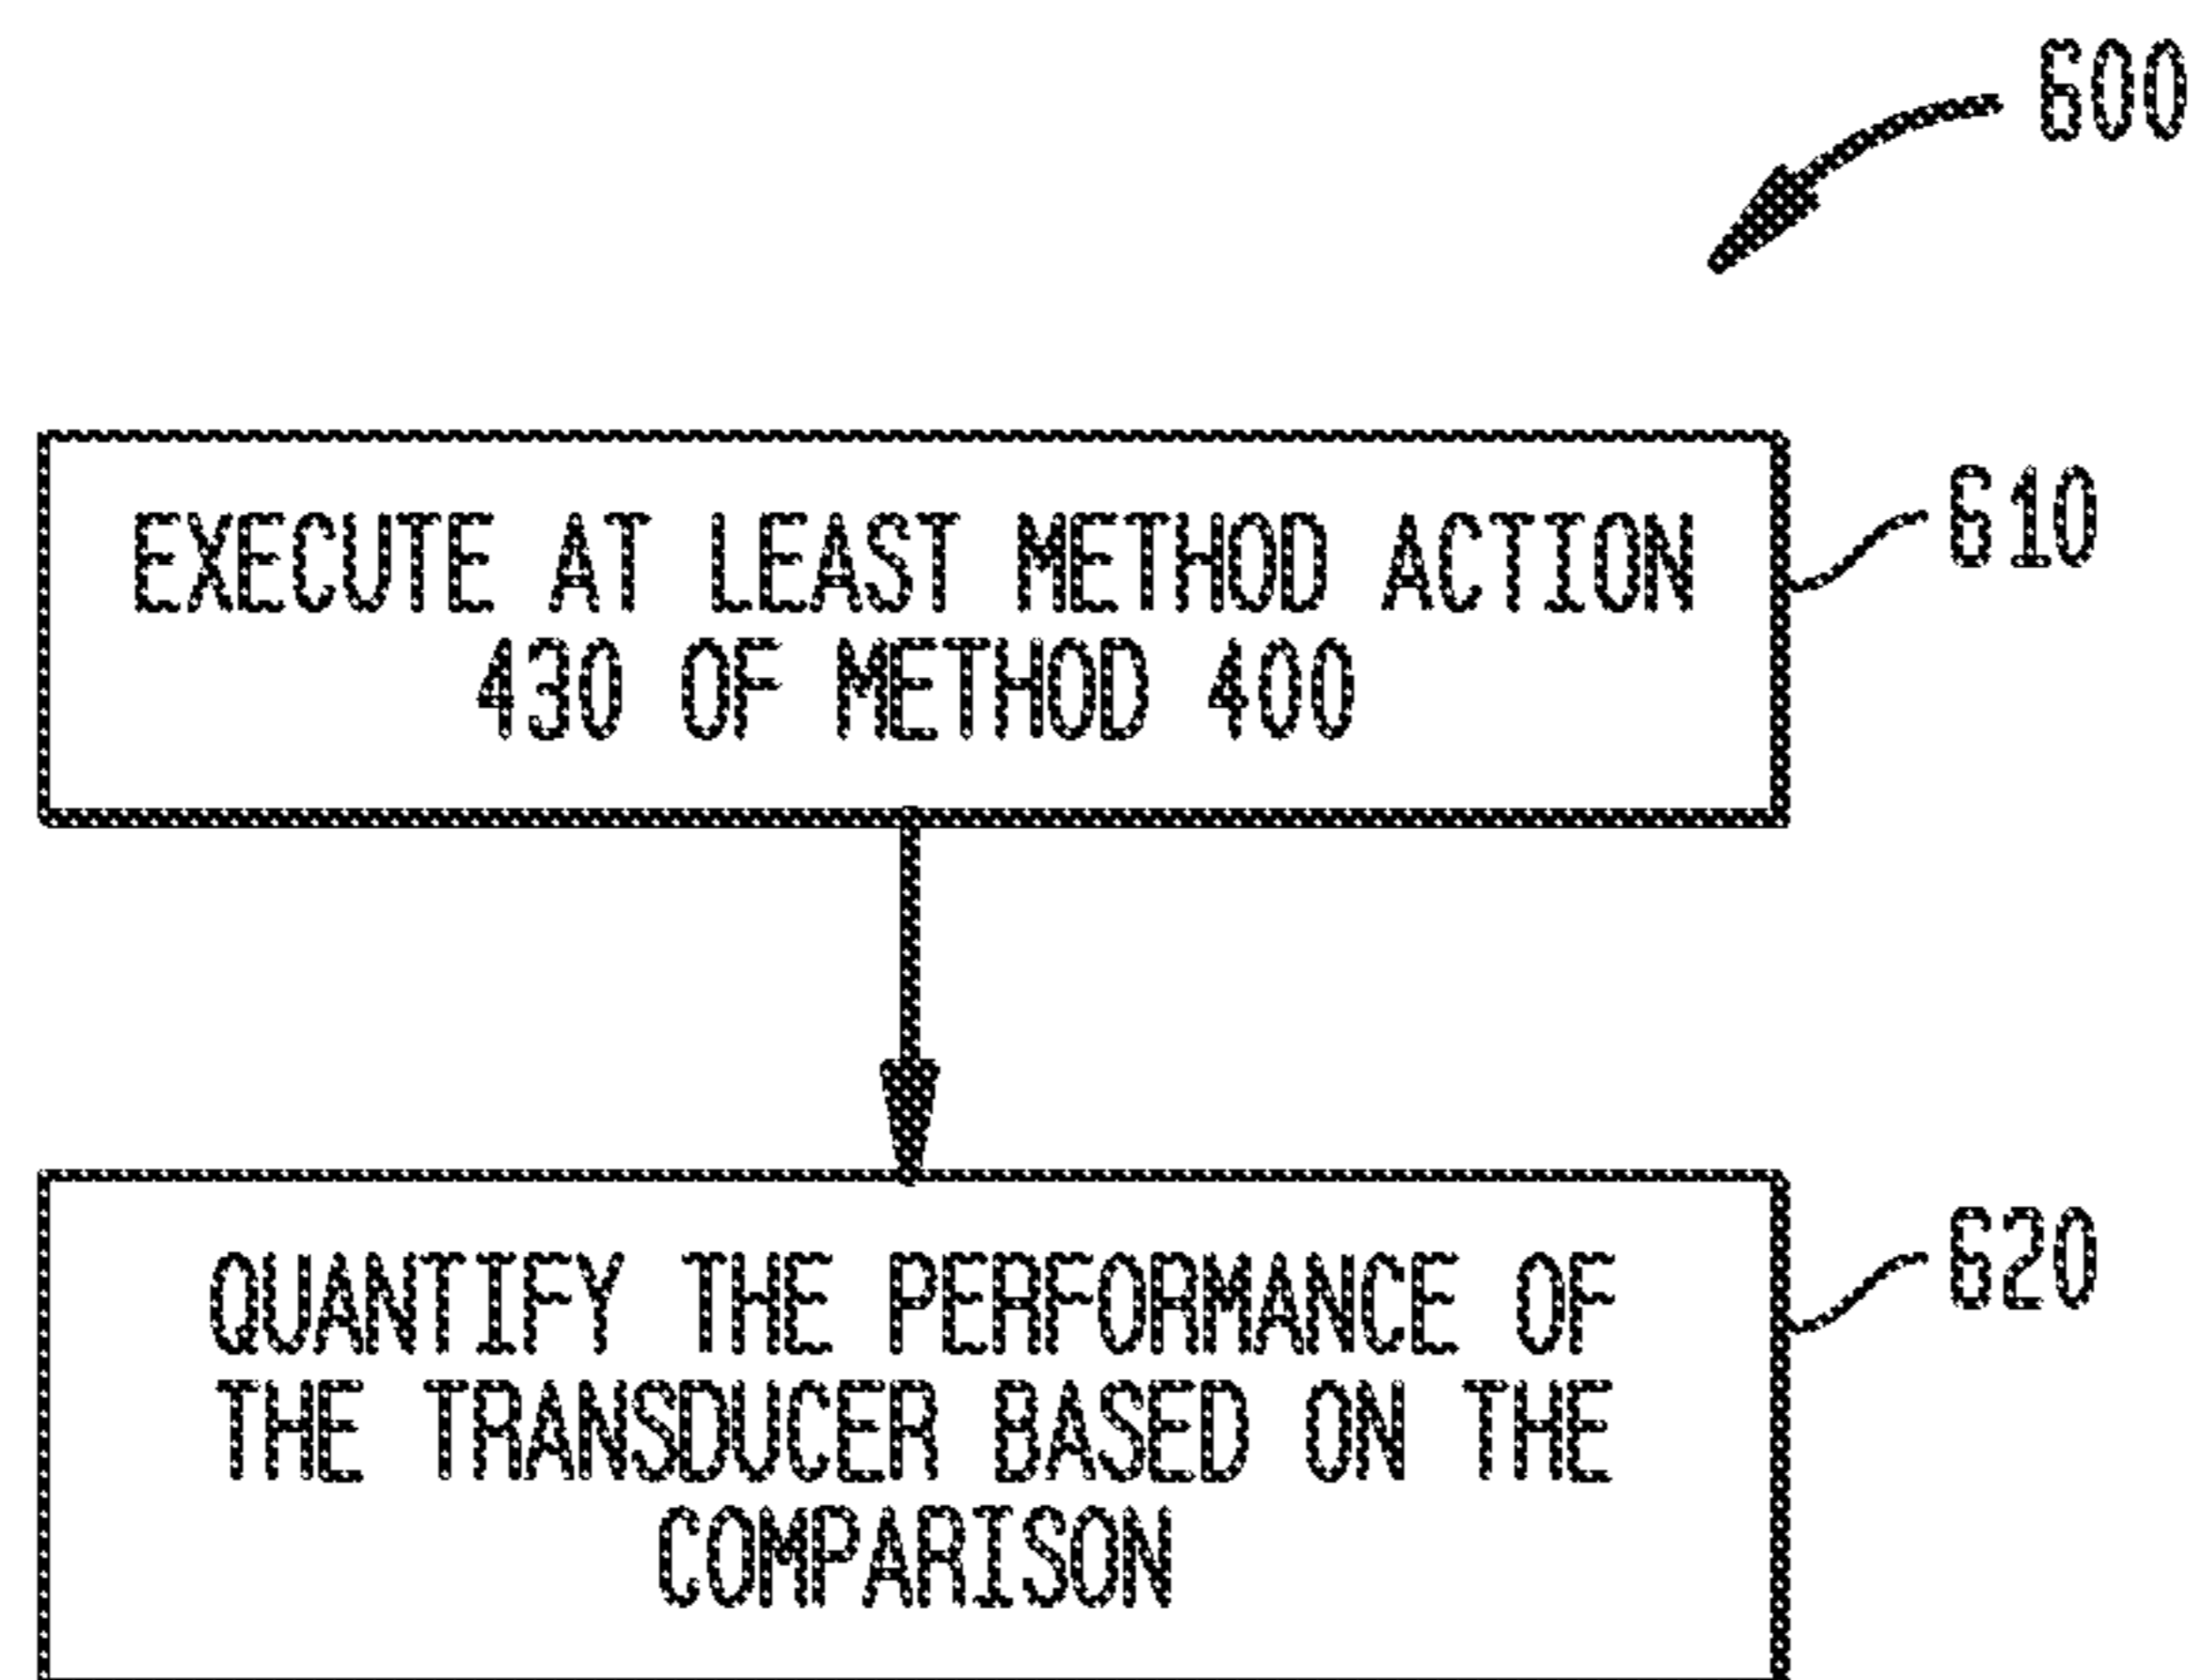 600
EXECUTE AT LEAST METHOD ACTION
430 OF METHOD 400
610
QUANTIFY THE PERFORMANCE OF
THE TRANSDUCER BASED ON THE
COMPARISON
620